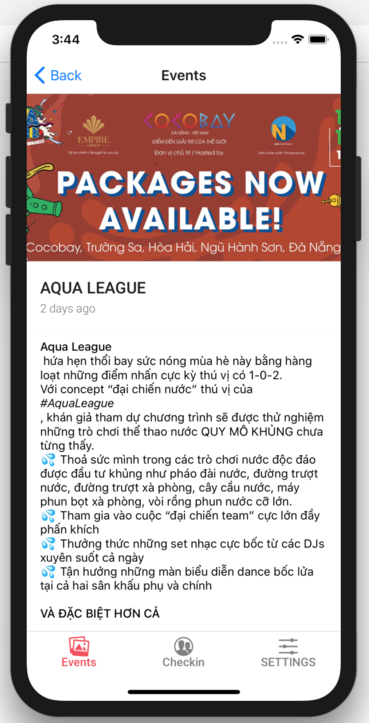 3:44
Back
Events
EMPIRE
GROUP
COCOBAY
ĐÀ NẴNG, VIỆT NAM
ĐIỂM ĐẾN GIẢI TRÍ CỦA THẾ GIỚI
Đơn vị chủ trì / Hosted by
PACKAGES NOW
AVAILABLE!
Cocobay, Trường Sa, Hòa Hải, Ngũ Hành Sơn, Đà Nẵng
AQUA LEAGUE
2 days ago
Aqua League
hứa hẹn thổi bay sức nóng mùa hè này bằng hàng
loạt những điểm nhấn cực kỳ thú vị có 1-0-2.
Với concept “đại chiến nước” thú vị của
#AquaLeague
, khán giả tham dự chương trình sẽ được thử nghiệm
những trò chơi thể thao nước QUY MÔ KHỦNG chưa
từng thấy.
💦 Thoả sức mình trong các trò chơi nước độc đáo
được đầu tư khủng như pháo đài nước, đường trượt
nước, đường trượt xà phòng, cây cầu nước, máy
phun bọt xà phòng, vòi rồng phun nước cỡ lớn.
💦 Tham gia vào cuộc “đại chiến team” cực lớn đầy
phấn khích
💦 Thưởng thức những set nhạc cực bốc từ các DJs
xuyên suốt cả ngày
💦 Tận hưởng những màn biểu diễn dance bốc lửa
tại cả hai sân khấu phụ và chính
VÀ ĐẶC BIỆT HƠN CẢ
Events
Checkin
SETTINGS